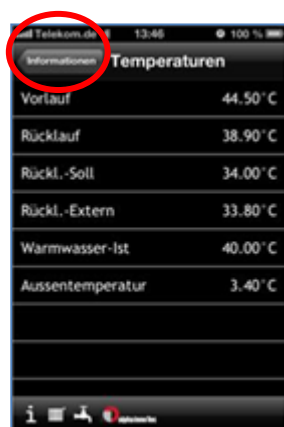 Telekom.de 13:46 100 %
Informationen Temperaturen
Vorlauf 44.50°C
Rücklauf 38.90°C
Rückl.-Soll 34.00°C
Rückl.-Extern 33.80°C
Warmwasser-Ist 40.00°C
Aussentemperatur 3.40°C